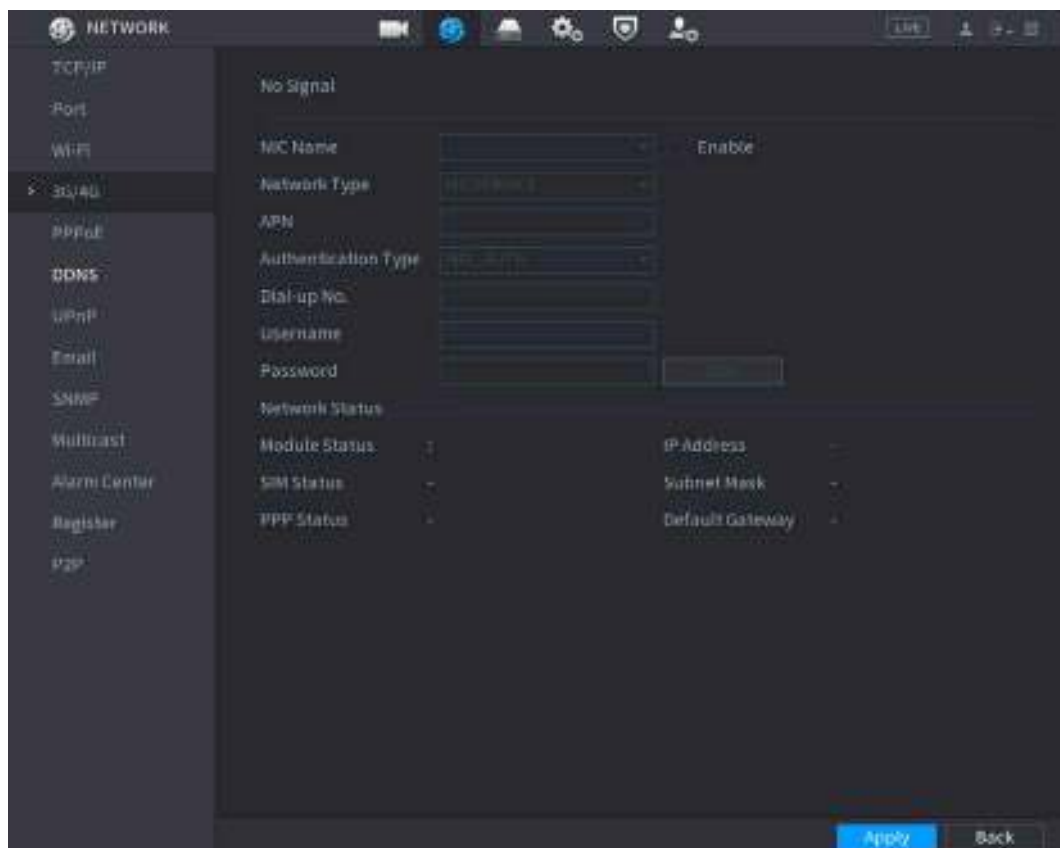 NETWORK
LIVE
TCP/IP
Port
Wi-Fi
3G/4G
PPPoE
DDNS
UPnP
Email
SNMP
Multicast
Alarm Center
Register
P2P
No Signal
NIC Name
Enable
Network Type
APN
Authentication Type
Dial-up No.
Username
Password
Network Status
Module Status :
IP Address -
SIM Status -
Subnet Mask -
PPP Status -
Default Gateway -
Apply
Back